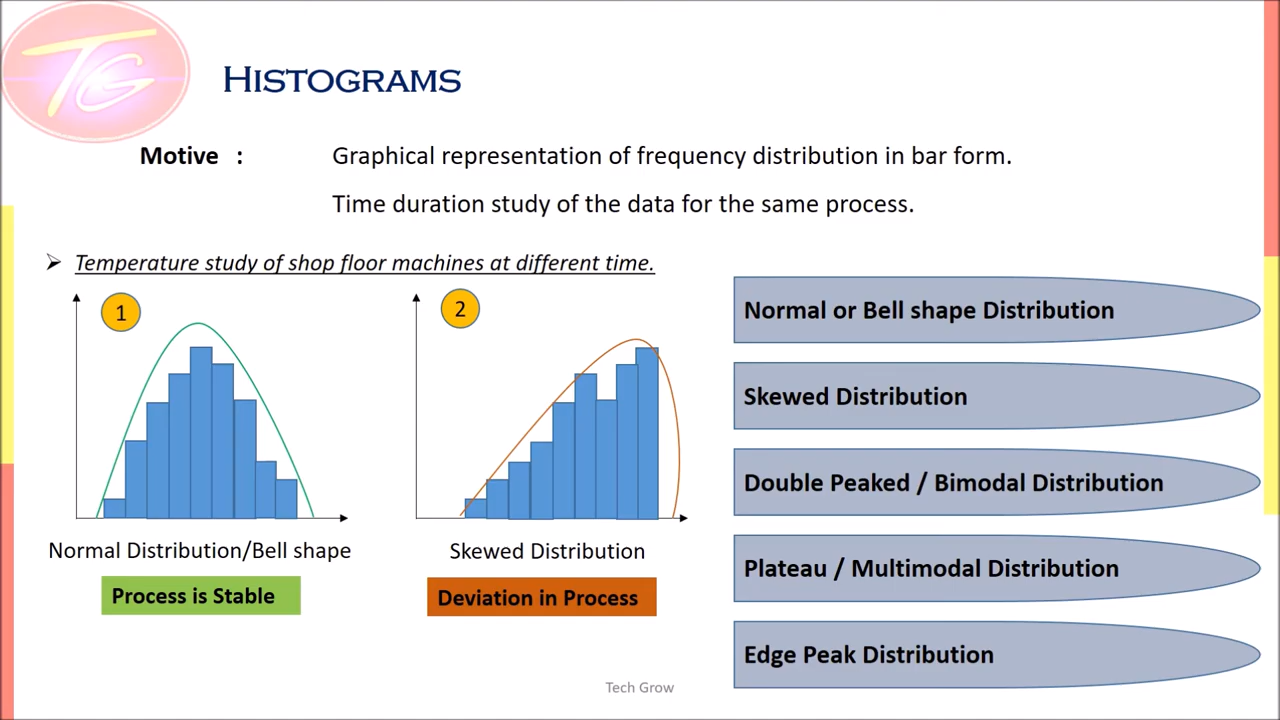 TG
HISTOGRAMS
Motive :
Graphical representation of frequency distribution in bar form.
Time duration study of the data for the same process.
Temperature study of shop floor machines at different time.
1
2
Normal Distribution/Bell shape
Process is Stable
Skewed Distribution
Deviation in Process
Normal or Bell shape Distribution
Skewed Distribution
Double Peaked / Bimodal Distribution
Plateau / Multimodal Distribution
Edge Peak Distribution
Tech Grow